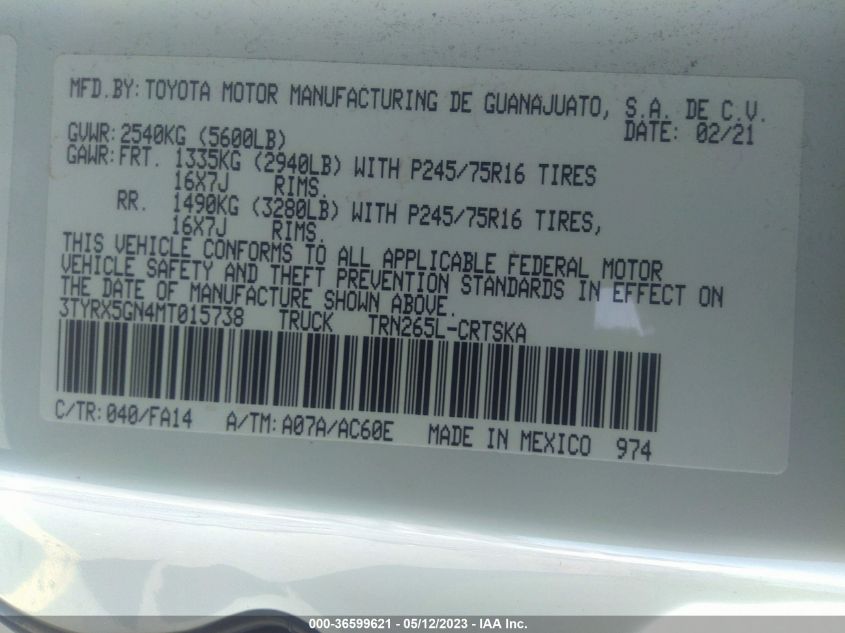 MFD.BY: TOYOTA MOTOR MANUFACTURING DE GUANAJUATO, S.A. DE C.V.
GVWR: 2540KG (5600LB) DATE: 02/21
GAWR: FRT. 1335KG (2940LB) WITH P245/75R16 TIRES
16X7J RIMS.
RR. 1490KG (3280LB) WITH P245/75R16 TIRES,
16X7J RIMS.
THIS VEHICLE CONFORMS TO ALL APPLICABLE FEDERAL MOTOR
VEHICLE SAFETY AND THEFT PREVENTION STANDARDS IN EFFECT ON
THE DATE OF MANUFACTURE SHOWN ABOVE.
3TYRX5GN4MT015738 TRUCK TRN265L-CRTSKA
C/TR: 040/FA14 A/TM: A07A/AC60E MADE IN MEXICO 974
000-36599621 - 05/12/2023 - IAA Inc.